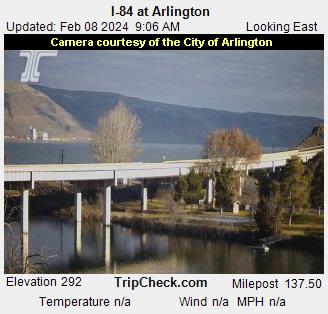 I-84 at Arlington
Updated: Feb 08 2024 9:06 AM Looking East
Camera courtesy of the City of Arlington
Elevation 292 TripCheck.com Milepost 137.50
Temperature n/a Wind n/a MPH n/a